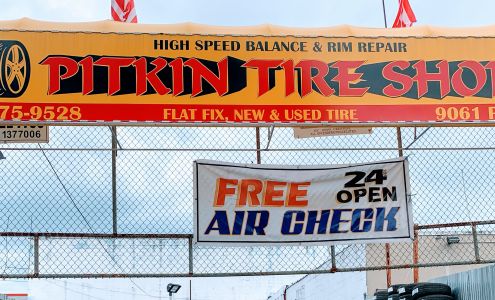 HIGH SPEED BALANCE & RIM REPAIR
PITKIN TIRE SHOP
75-9528 FLAT FIX, NEW & USED TIRE 9061
1377006
FREE 24
OPEN
AIR CHECK